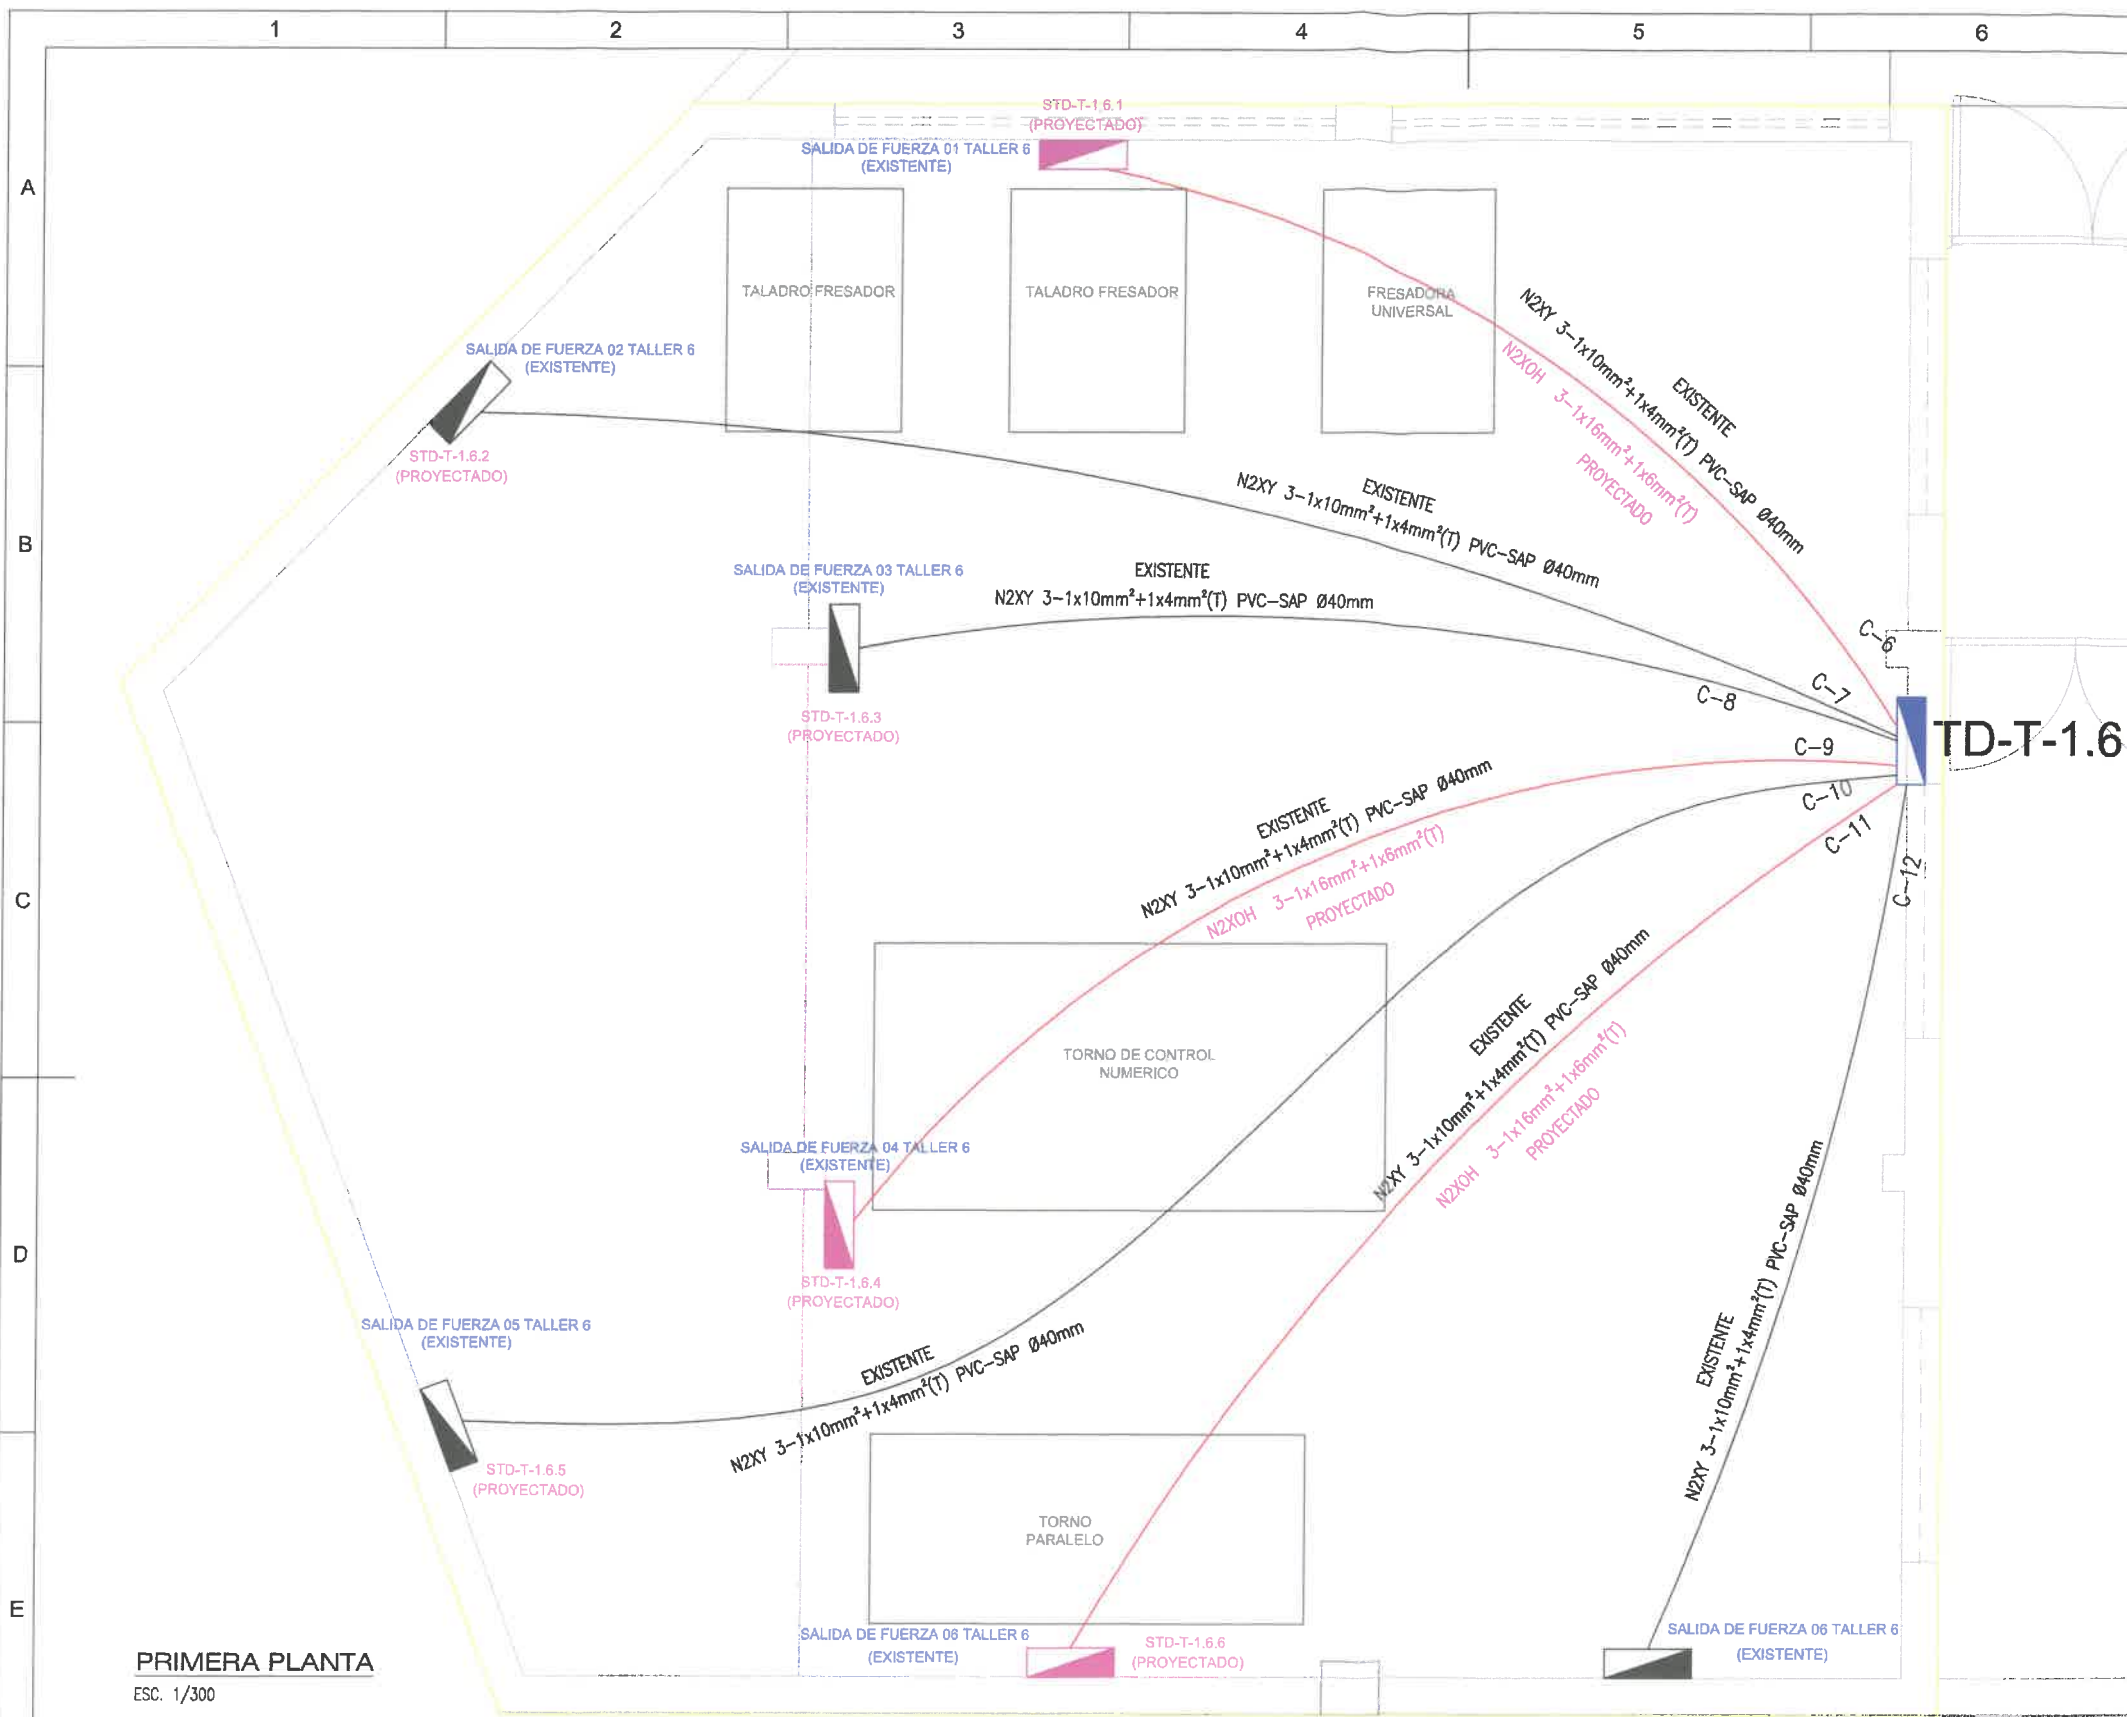 1 2 3 4 5 6
A
B
C
D
E
STD-T-1.6.1
(PROYECTADO)
SALIDA DE FUERZA 01 TALLER 6
(EXISTENTE)
TALADRO FRESADOR
TALADRO FRESADOR
FRESADORA
UNIVERSAL
SALIDA DE FUERZA 02 TALLER 6
(EXISTENTE)
STD-T-1.6.2
(PROYECTADO)
EXISTENTE
N2XY 3-1x10mm²+1x4mm²(T) PVC-SAP Ø40mm
N2XOH 3-1x16mm²+1x6mm²(T)
PROYECTADO
EXISTENTE
N2XY 3-1x10mm²+1x4mm²(T) PVC-SAP Ø40mm
SALIDA DE FUERZA 03 TALLER 6
(EXISTENTE)
EXISTENTE
N2XY 3-1x10mm²+1x4mm²(T) PVC-SAP Ø40mm
STD-T-1.6.3
(PROYECTADO)
C-6
C-7
C-8
TD-T-1.6
C-9
C-10
C-11
C-12
EXISTENTE
N2XY 3-1x10mm²+1x4mm²(T) PVC-SAP Ø40mm
N2XOH 3-1x16mm²+1x6mm²(T)
PROYECTADO
TORNO DE CONTROL
NUMERICO
EXISTENTE
N2XY 3-1x10mm²+1x4mm²(T) PVC-SAP Ø40mm
N2XOH 3-1x16mm²+1x6mm²(T)
PROYECTADO
SALIDA DE FUERZA 04 TALLER 6
(EXISTENTE)
STD-T-1.6.4
(PROYECTADO)
SALIDA DE FUERZA 05 TALLER 6
(EXISTENTE)
EXISTENTE
N2XY 3-1x10mm²+1x4mm²(T) PVC-SAP Ø40mm
EXISTENTE
N2XY 3-1x10mm²+1x4mm²(T) PVC-SAP Ø40mm
STD-T-1.6.5
(PROYECTADO)
TORNO
PARALELO
SALIDA DE FUERZA 06 TALLER 6
(EXISTENTE)
STD-T-1.6.6
(PROYECTADO)
SALIDA DE FUERZA 06 TALLER 6
(EXISTENTE)
PRIMERA PLANTA
ESC. 1/300